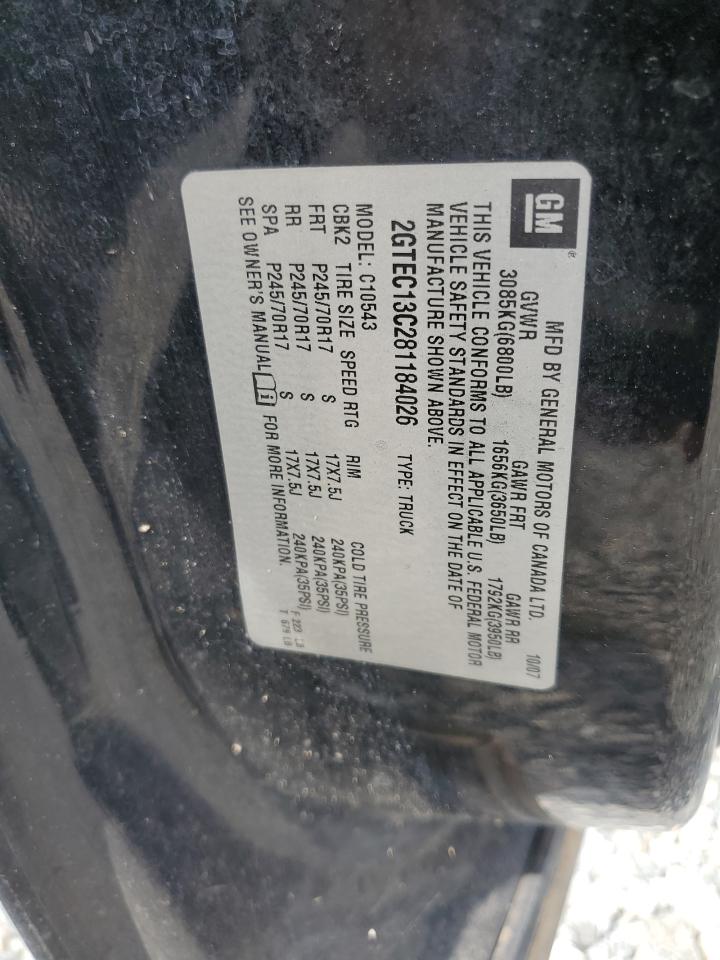 GM®
MFD BY GENERAL MOTORS OF CANADA LTD. 10/07
GVWR GAWR FRT GAWR RR
3085KG(6800LB) 1656KG(3650LB) 1792KG(3950LB)
THIS VEHICLE CONFORMS TO ALL APPLICABLE U.S. FEDERAL MOTOR
VEHICLE SAFETY STANDARDS IN EFFECT ON THE DATE OF
MANUFACTURE SHOWN ABOVE.
2GTEC13C281184026 TYPE: TRUCK
MODEL: C10543
CBK2 TIRE SIZE SPEED RTG RIM COLD TIRE PRESSURE
FRT P245/70R17 S 17X7.5J 240KPA(35PSI)
RR P245/70R17 S 17X7.5J 240KPA(35PSI)
SPA P245/70R17 S 17X7.5J 240KPA(35PSI) F 223 LB
SEE OWNER'S MANUAL i FOR MORE INFORMATION. T 679 LB